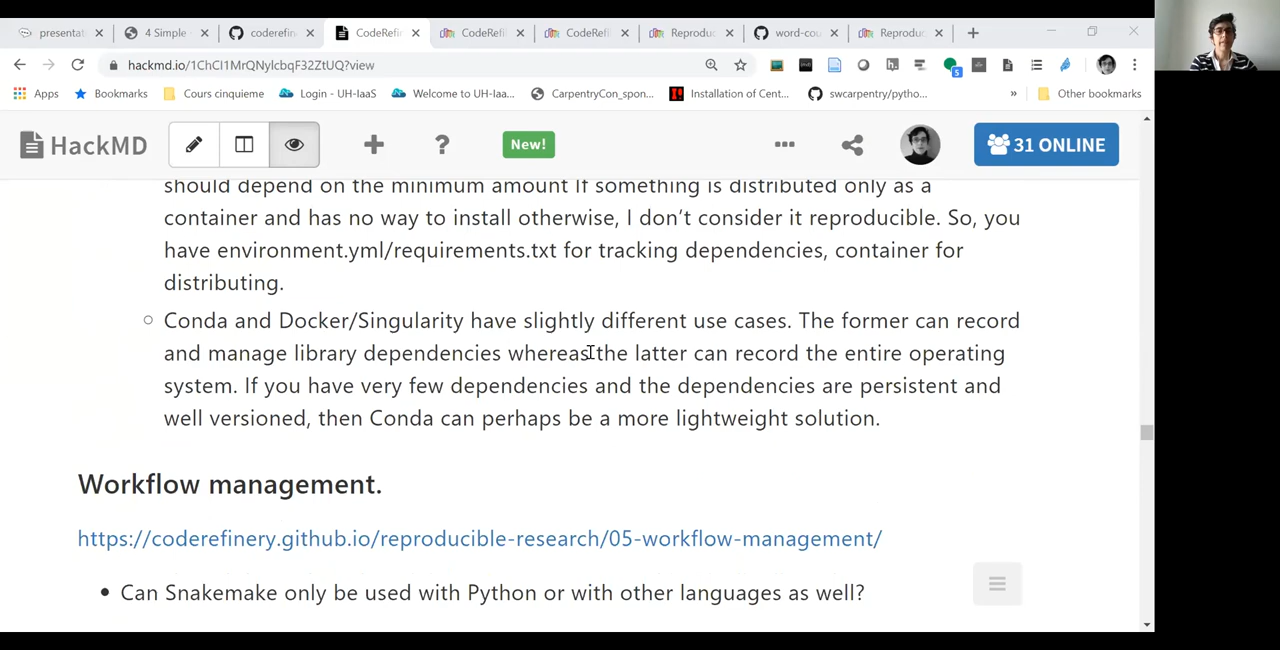 presentat
4 Simple
coderefin
CodeRefin
CodeRefi
CodeRefi
Reproduc
word-cou
Reproduc
hackmd.io/1ChCI1MrQNylcbqF32ZtUQ?view
5
Apps
Bookmarks
Cours cinquieme
Login - UH-IaaS
Welcome to UH-Iaa...
CarpentryCon_spon...
Installation of Cent...
swcarpentry/pytho...
»
Other bookmarks
HackMD
New!
31 ONLINE
should depend on the minimum amount If something is distributed only as a
container and has no way to install otherwise, I don't consider it reproducible. So, you
have environment.yml/requirements.txt for tracking dependencies, container for
distributing.
Conda and Docker/Singularity have slightly different use cases. The former can record
and manage library dependencies whereas the latter can record the entire operating
system. If you have very few dependencies and the dependencies are persistent and
well versioned, then Conda can perhaps be a more lightweight solution.
Workflow management.
https://coderefinery.github.io/reproducible-research/05-workflow-management/
Can Snakemake only be used with Python or with other languages as well?